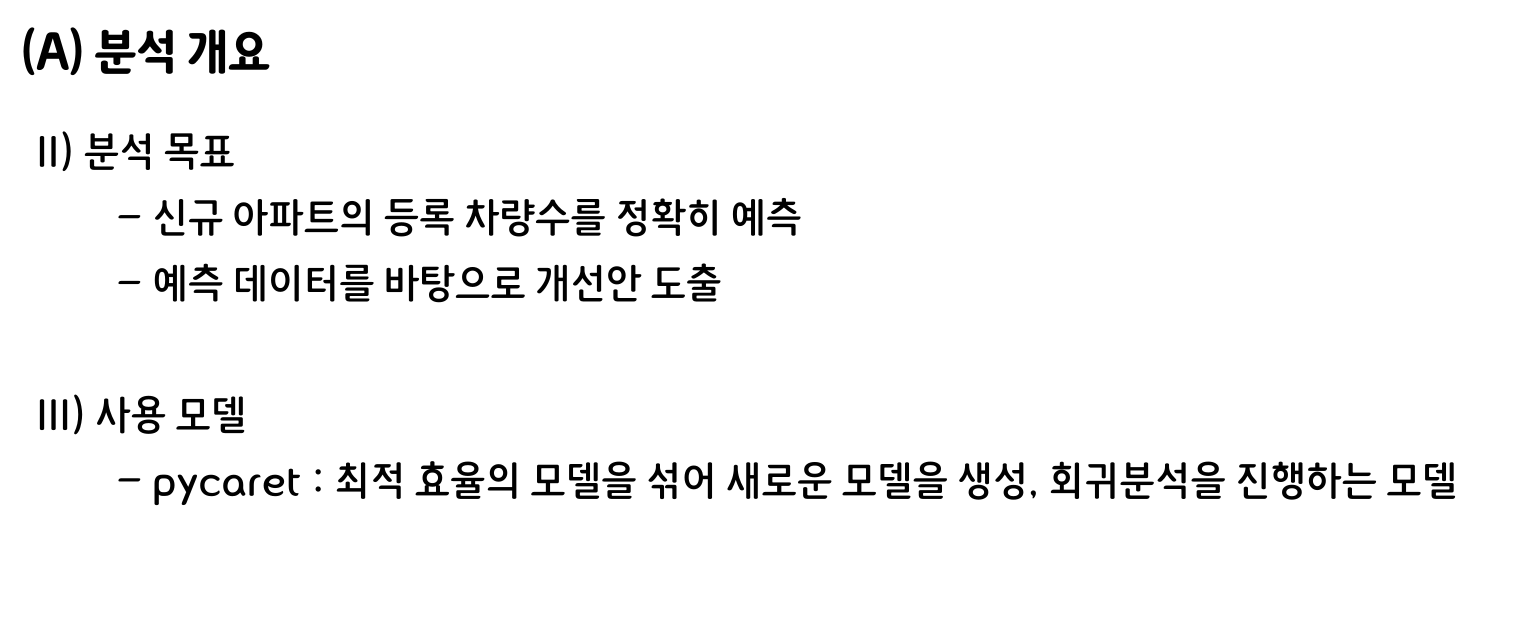 (A) 분석 개요
II) 분석 목표
– 신규 아파트의 등록 차량수를 정확히 예측
– 예측 데이터를 바탕으로 개선안 도출
III) 사용 모델
– pycaret : 최적 효율의 모델을 섞어 새로운 모델을 생성, 회귀분석을 진행하는 모델